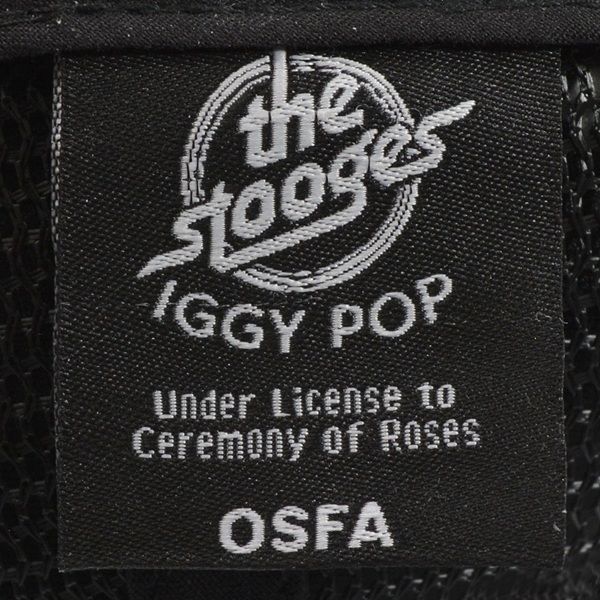 the
stooges
IGGY POP
Under License to
Ceremony of Roses
OSFA